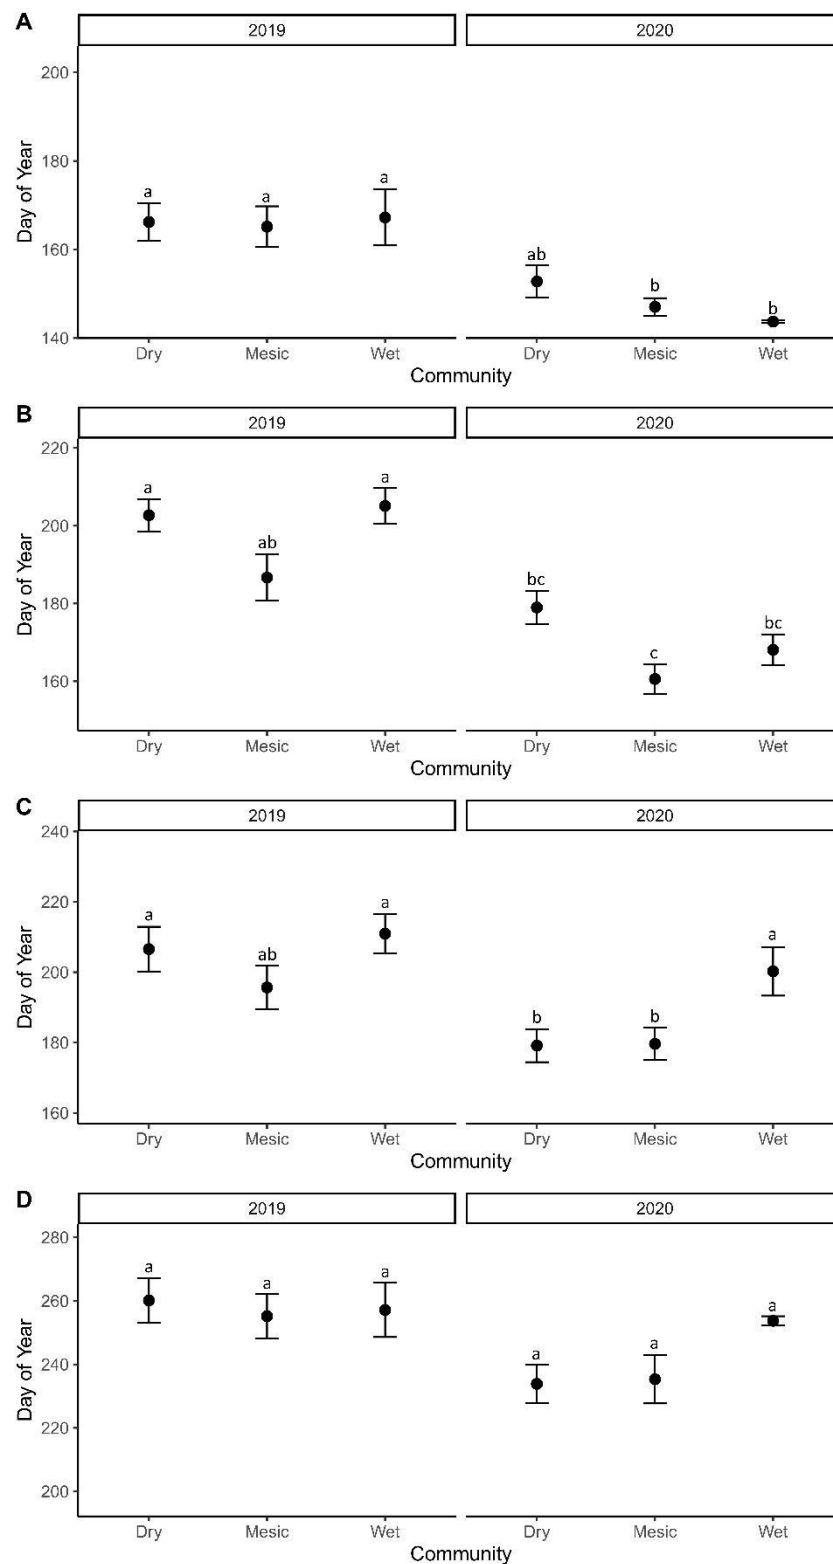 A
2019 2020
200
180
160
140
Day of Year
a a a ab b b
Dry Mesic Wet Dry Mesic Wet
Community
B
2019 2020
220
200
180
160
Day of Year
a ab a bc c bc
Dry Mesic Wet Dry Mesic Wet
Community
C
2019 2020
240
220
200
180
160
Day of Year
a ab a b b a
Dry Mesic Wet Dry Mesic Wet
Community
D
2019 2020
280
260
240
220
200
Day of Year
a a a a a a
Dry Mesic Wet Dry Mesic Wet
Community